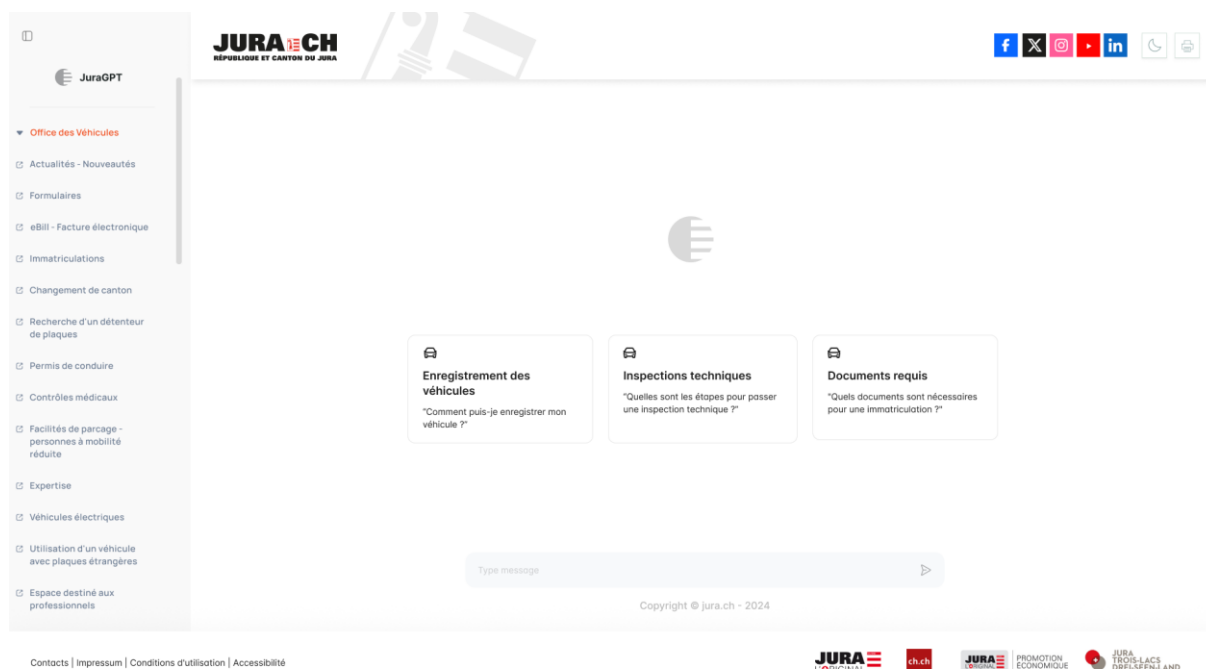 JuraGPT
Office des Véhicules
Actualités - Nouveautés
Formulaires
eBill - Facture électronique
Immatriculations
Changement de canton
Recherche d'un détenteur
de plaques
Permis de conduire
Contrôles médicaux
Facilités de parcage -
personnes à mobilité
réduite
Expertise
Véhicules électriques
Utilisation d'un véhicule
avec plaques étrangères
Espace destiné aux
professionnels
JURA CH
RÉPUBLIQUE ET CANTON DU JURA
Enregistrement des
véhicules
"Comment puis-je enregistrer mon
véhicule ?"
Inspections techniques
"Quelles sont les étapes pour passer
une inspection technique ?"
Documents requis
"Quels documents sont nécessaires
pour une immatriculation ?"
Type message
Copyright © jura.ch - 2024
Contacts | Impressum | Conditions d'utilisation | Accessibilité
JURA
L'ORIGINAL
ch.ch
JURA
L'ORIGINAL
PROMOTION
ÉCONOMIQUE
JURA
TROIS-LACS
DREI-SEEN-LAND